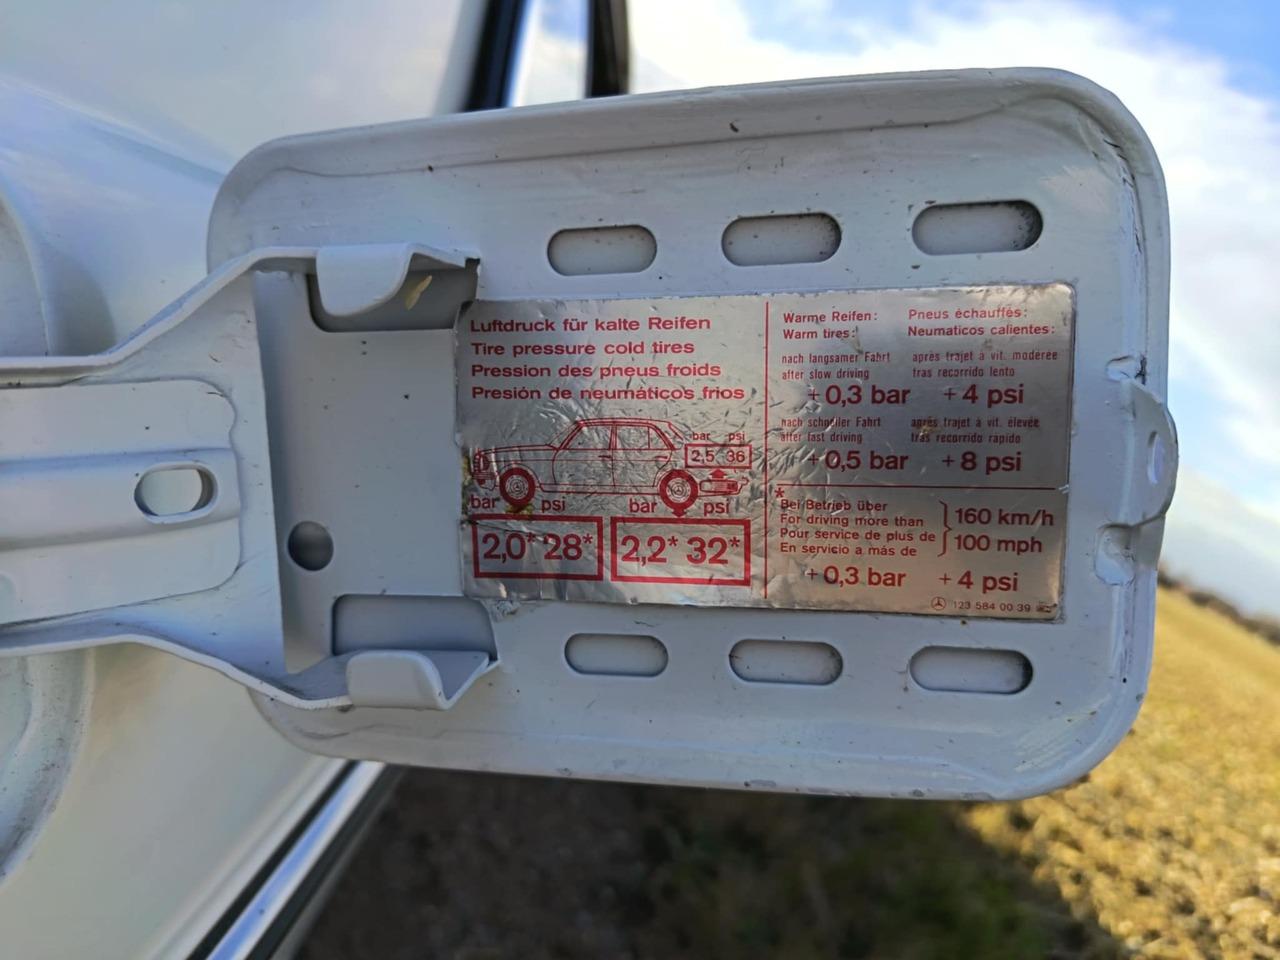 Luftdruck für kalte Reifen
Tire pressure cold tires
Pression des pneus froids
Presión de neumáticos frios
bar psi
2,5 36
bar psi bar psi
2,0* 28* 2,2* 32*
Warme Reifen: Pneus échauffés:
Warm tires: Neumaticos calientes:
nach langsamer Fahrt après trajet à vit. modérée
after slow driving tras recorrido lento
+0,3 bar +4 psi
nach schneller Fahrt après trajet à vit. élevée
after fast driving tras recorrido rapido
+0,5 bar +8 psi
*
Bei Betrieb über
For driving more than
Pour service de plus de
En servicio a más de
160 km/h
100 mph
+0,3 bar +4 psi
123 584 00 39